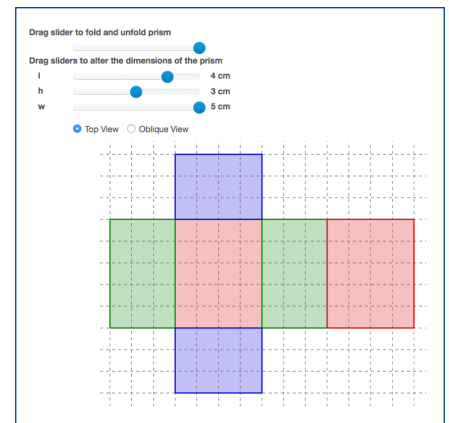 Drag slider to fold and unfold prism
Drag sliders to alter the dimensions of the prism
l 4 cm
h 3 cm
w 5 cm
Top View Oblique View